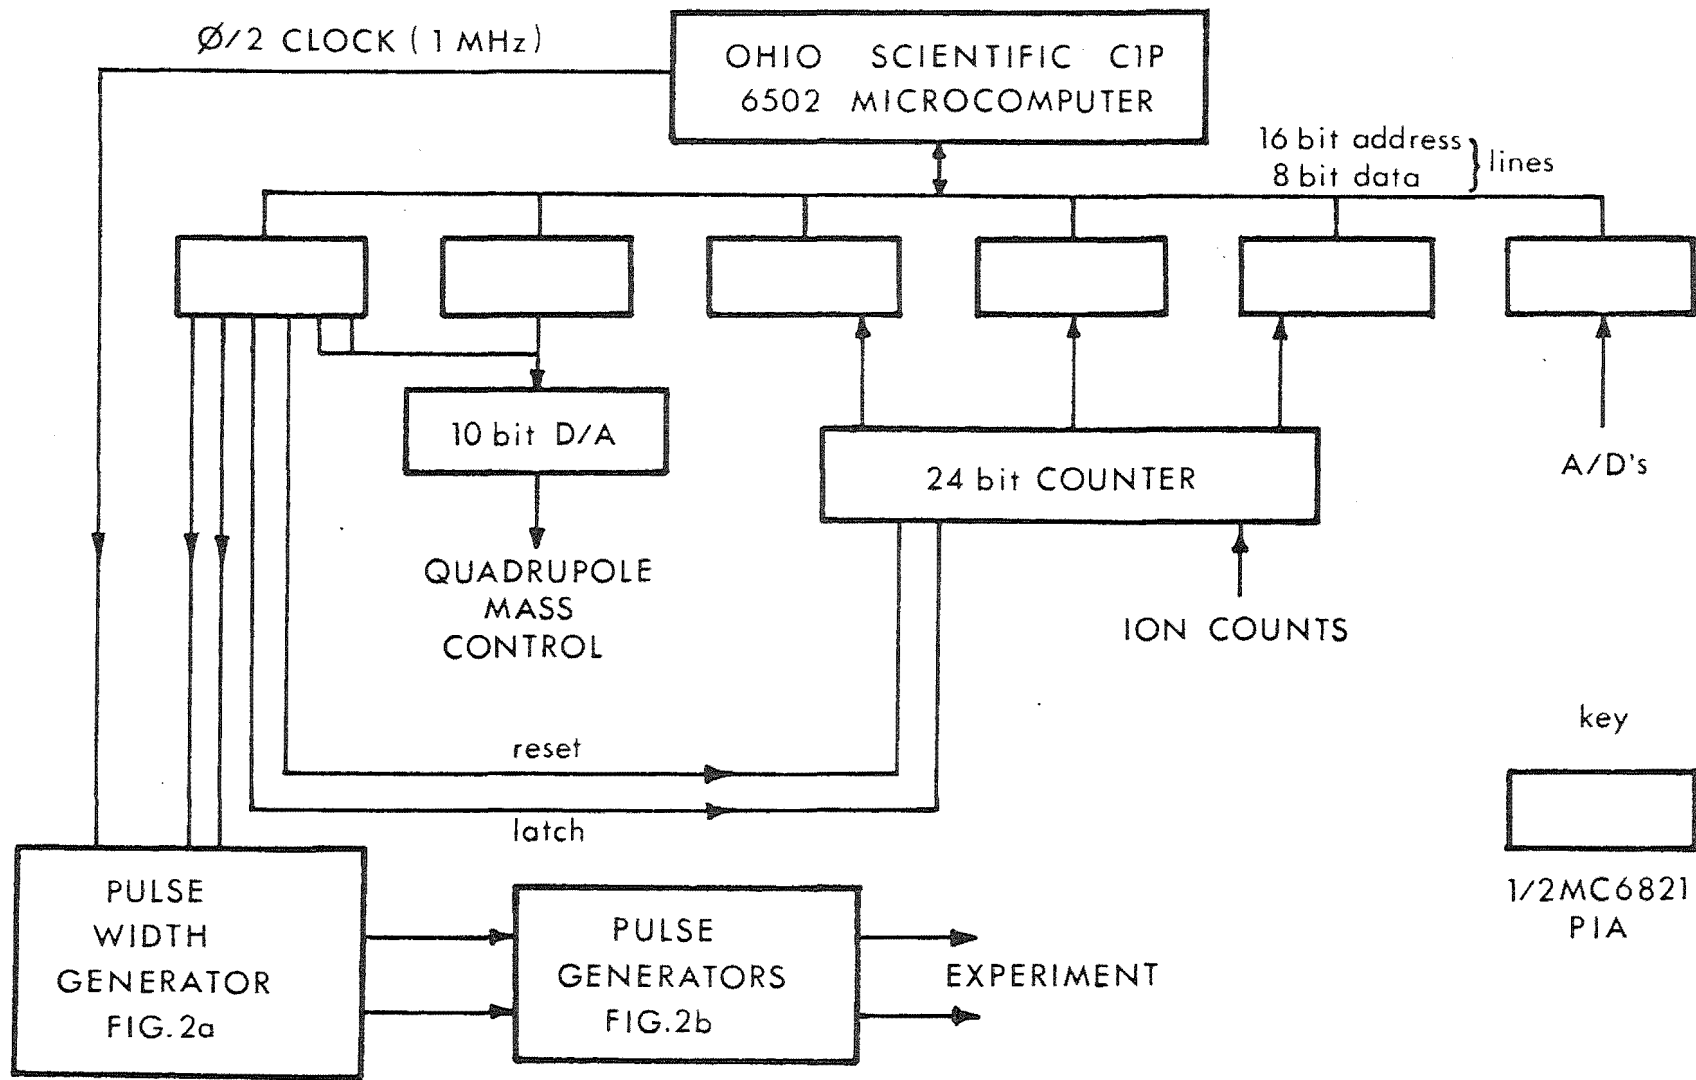 Ø/2 CLOCK (1 MHz)
OHIO SCIENTIFIC C1P
6502 MICROCOMPUTER
16 bit address
8 bit data
} lines
10 bit D/A
24 bit COUNTER
A/D's
QUADRUPOLE
MASS
CONTROL
ION COUNTS
reset
latch
key
1/2MC6821
PIA
PULSE
WIDTH
GENERATOR
FIG.2a
PULSE
GENERATORS
FIG.2b
EXPERIMENT